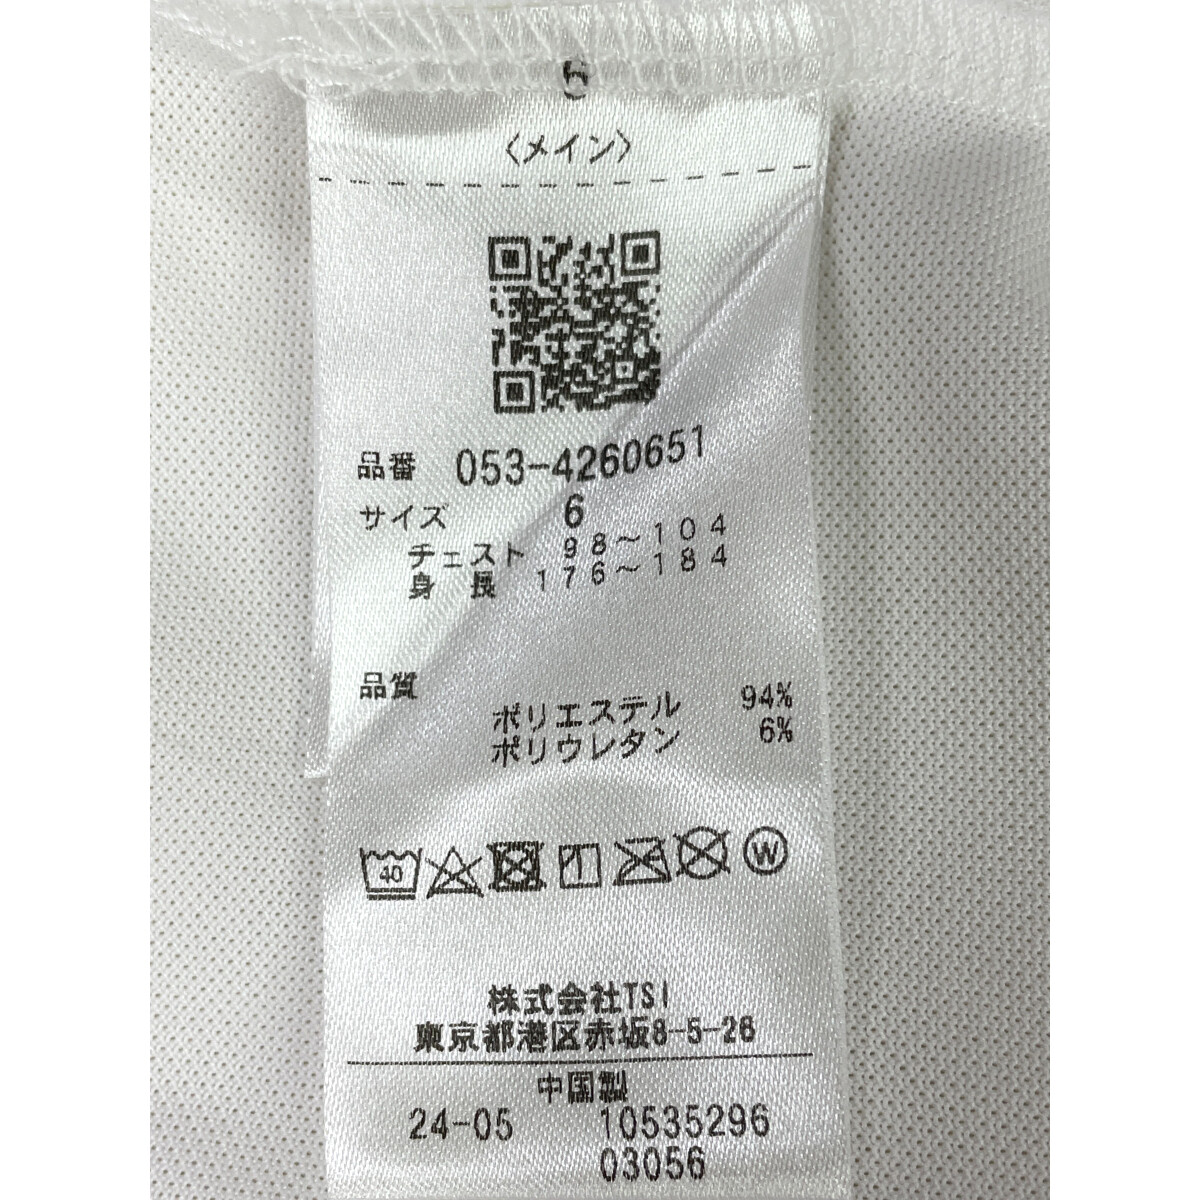 6
〈メイン〉
品番 053-4260651
サイズ 6
チェスト 98～104
身長 176～184
品質
ポリエステル 94%
ポリウレタン 6%
40 1 W
株式会社TSI
東京都港区赤坂8-5-26
中国製
24-05 10535296
03056